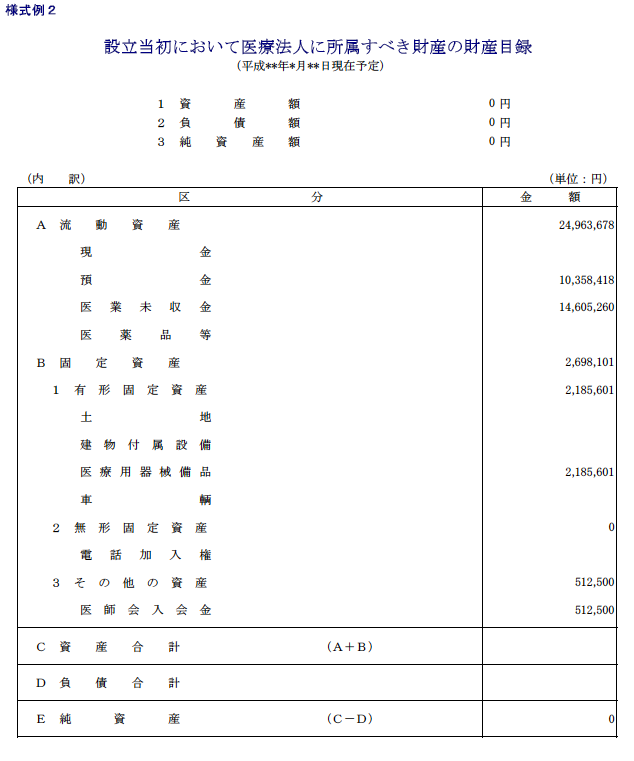 様式例２
設立当初において医療法人に所属すべき財産の財産目録
（平成**年*月**日現在予定）
１ 資産額 0 円
２ 負債額 0 円
３ 純資産額 0 円
（内　訳） （単位：円）
区分 金額
Ａ 流動資産 24,963,678
現金
預金 10,358,418
医業未収金 14,605,260
医薬品等
Ｂ 固定資産 2,698,101
１ 有形固定資産 2,185,601
土地
建物付属設備
医療用器械備品 2,185,601
車輌
２ 無形固定資産 0
電話加入権
３ その他の資産 512,500
医師会入会金 512,500
Ｃ 資産合計 （Ａ＋Ｂ）
Ｄ 負債合計
Ｅ 純資産 （Ｃ－Ｄ） 0